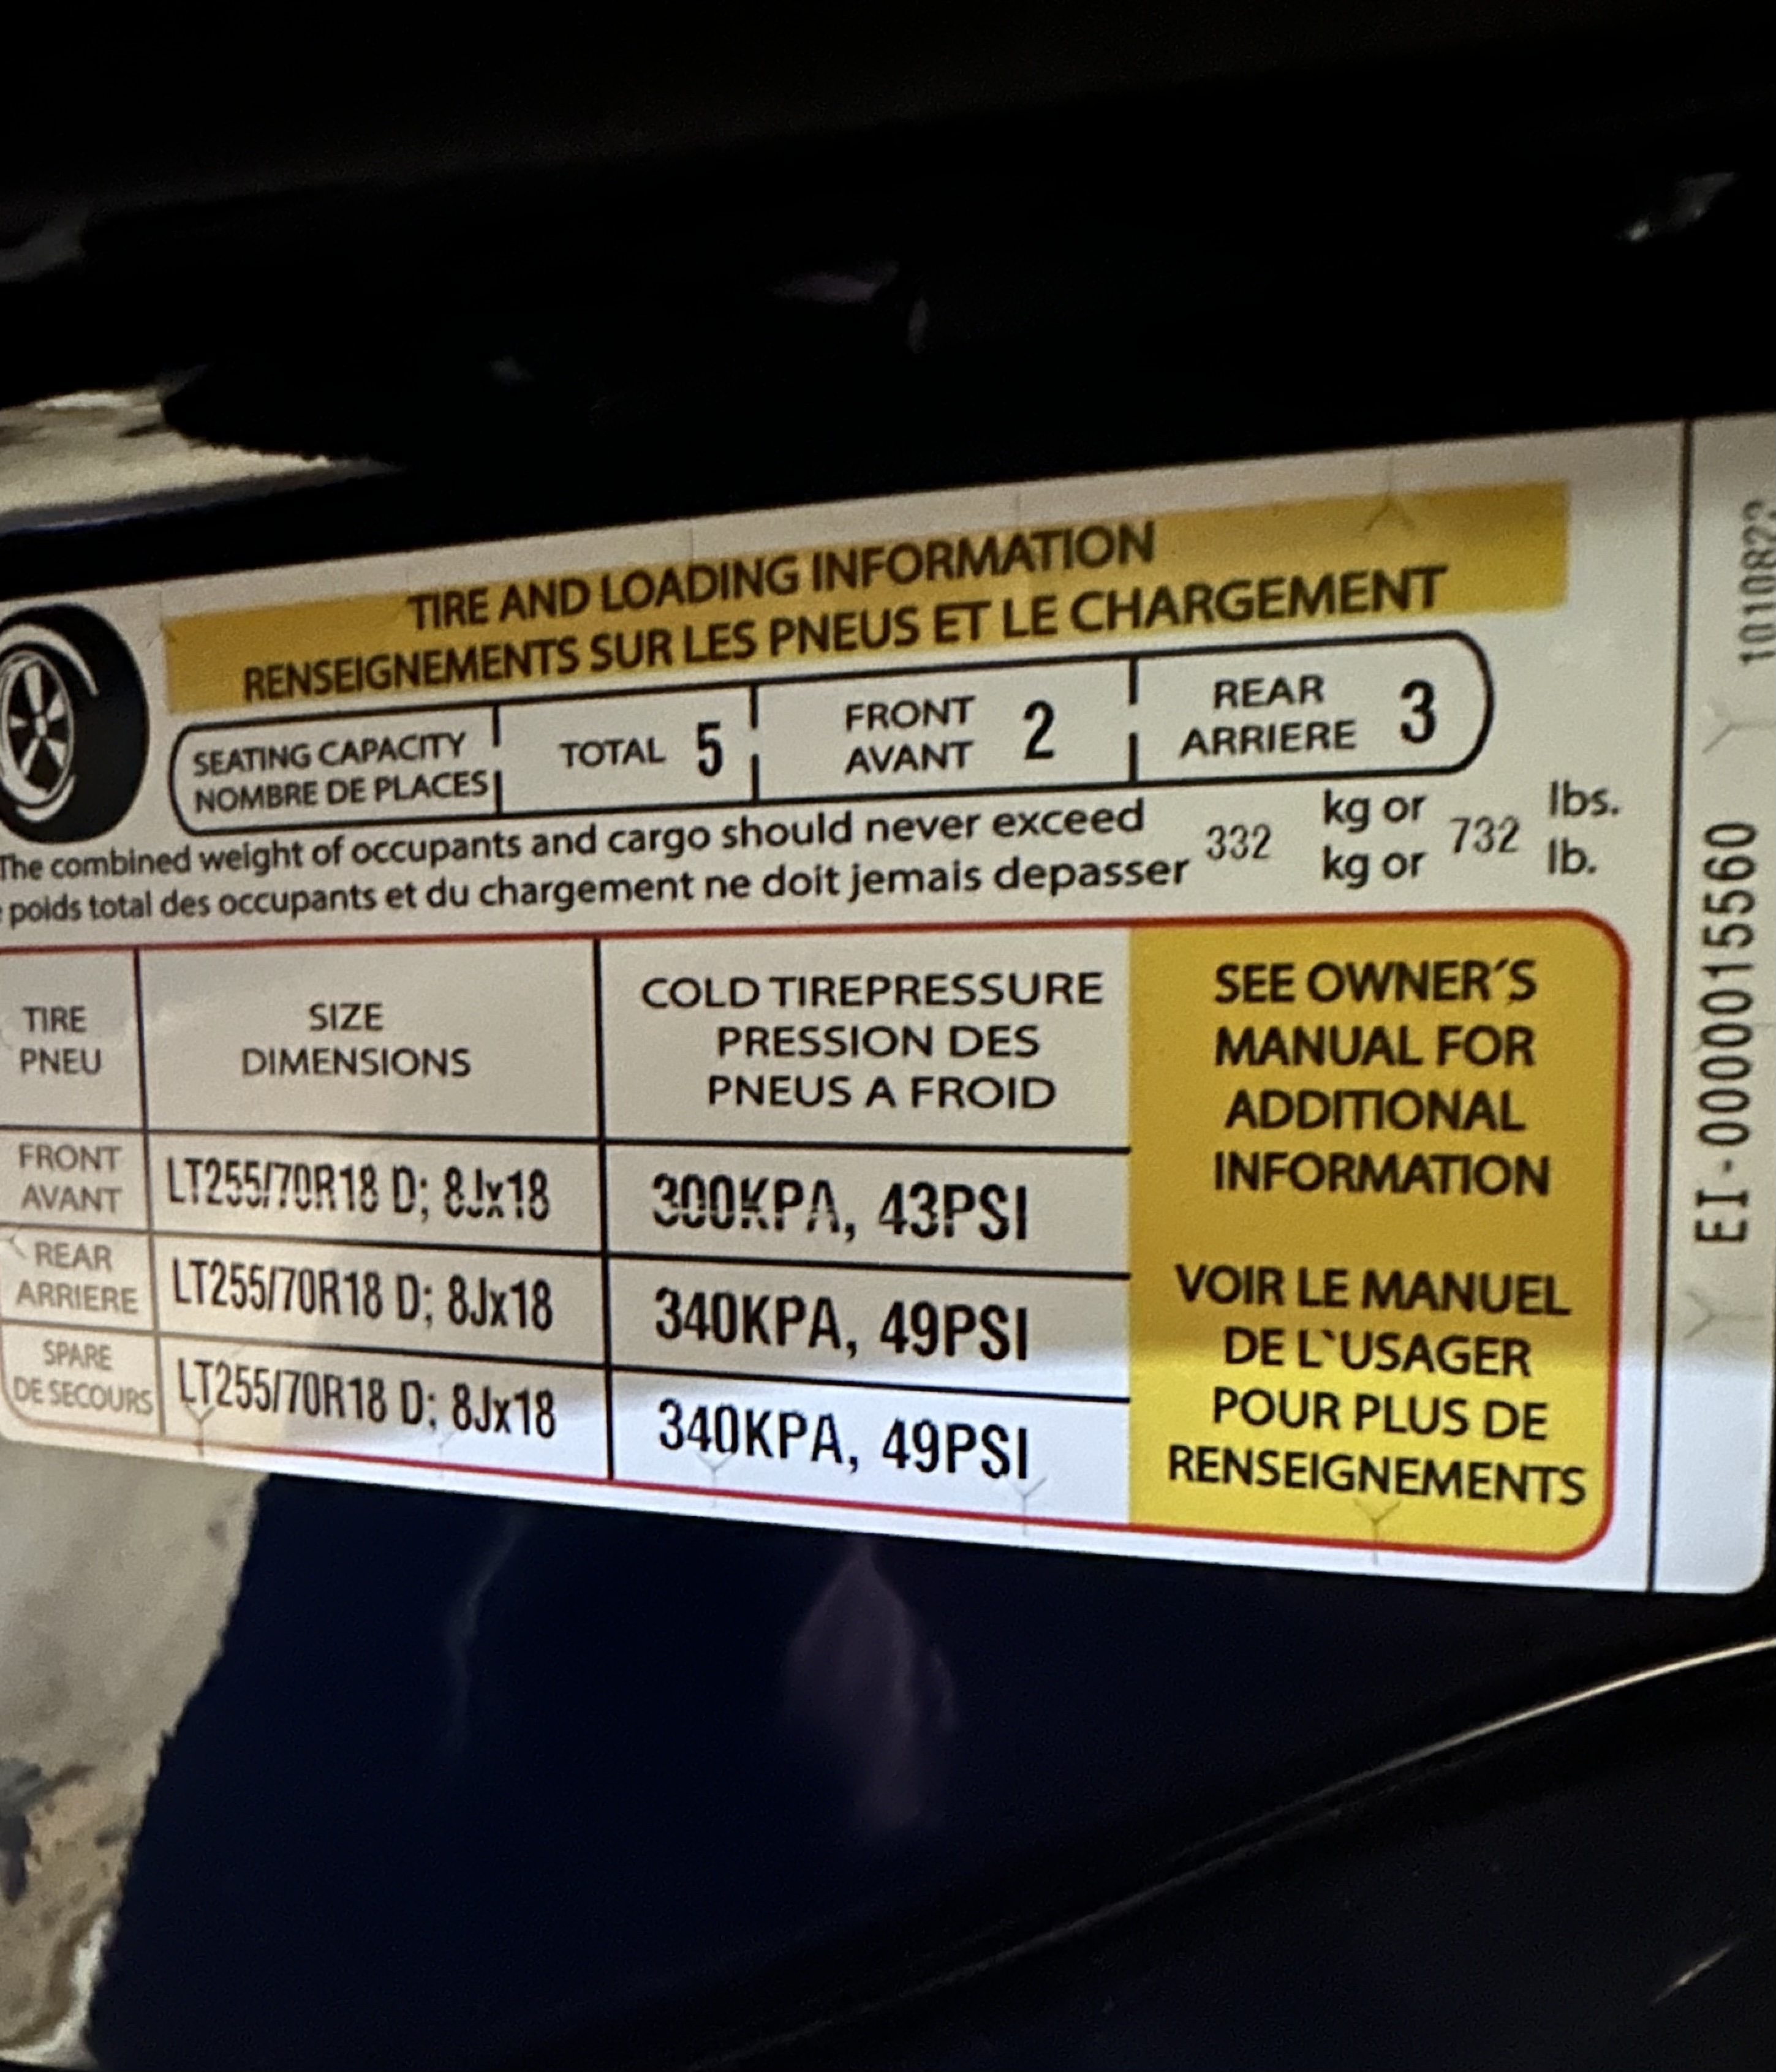 TIRE AND LOADING INFORMATION
RENSEIGNEMENTS SUR LES PNEUS ET LE CHARGEMENT
SEATING CAPACITY
NOMBRE DE PLACES
TOTAL 5
FRONT
AVANT
2
REAR
ARRIERE
3
The combined weight of occupants and cargo should never exceed
poids total des occupants et du chargement ne doit jamais depasser
332
kg or
kg or
732
lbs.
lb.
TIRE
PNEU
SIZE
DIMENSIONS
COLD TIREPRESSURE
PRESSION DES
PNEUS A FROID
FRONT
AVANT
LT255/70R18 D; 8Jx18
300KPA, 43PSI
REAR
ARRIERE
LT255/70R18 D; 8Jx18
340KPA, 49PSI
SPARE
DE SECOURS
LT255/70R18 D; 8Jx18
340KPA, 49PSI
SEE OWNER´S
MANUAL FOR
ADDITIONAL
INFORMATION
VOIR LE MANUEL
DE L`USAGER
POUR PLUS DE
RENSEIGNEMENTS
EI-0000015560